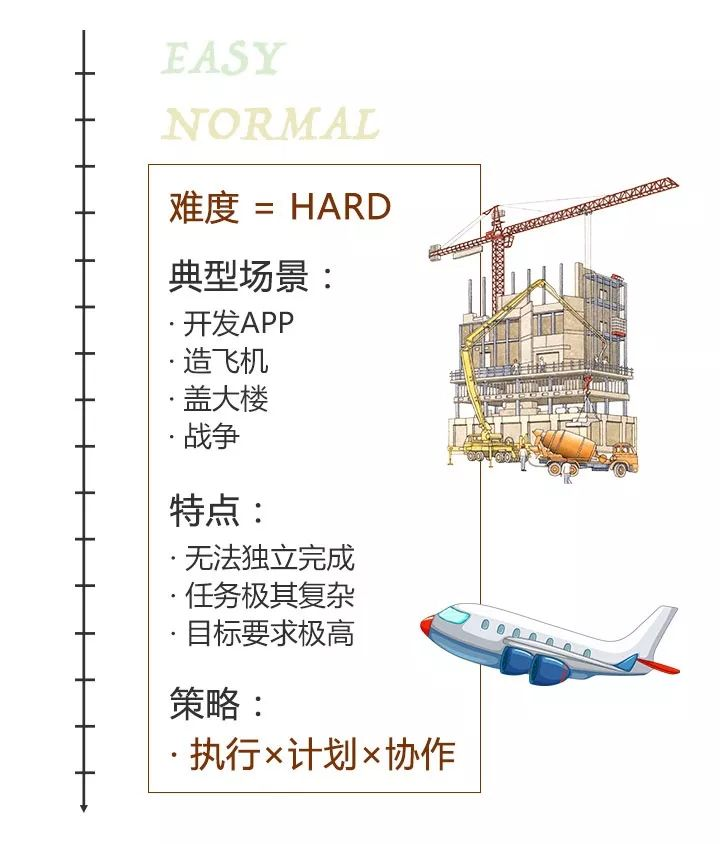 EASY
NORMAL
难度 = HARD
典型场景：
· 开发APP
· 造飞机
· 盖大楼
· 战争
特点：
· 无法独立完成
· 任务极其复杂
· 目标要求极高
策略：
· 执行×计划×协作